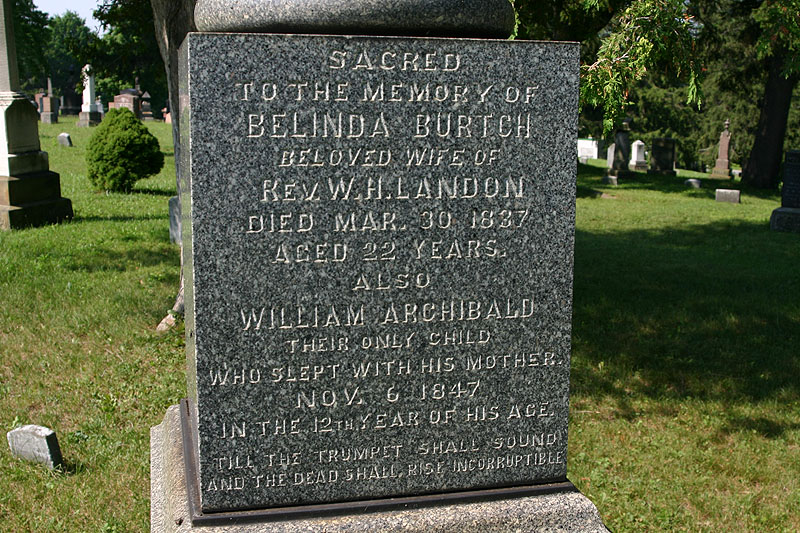 SACRED
TO THE MEMORY OF
BELINDA BURTCH
BELOVED WIFE OF
REV. W. H. LANDON
DIED MAR. 30 1837
AGED 22 YEARS.
ALSO
WILLIAM ARCHIBALD
THEIR ONLY CHILD
WHO SLEPT WITH HIS MOTHER.
NOV. 6 1847
IN THE 12TH. YEAR OF HIS AGE.
TILL THE TRUMPET SHALL SOUND
AND THE DEAD SHALL RISE INCORRUPTIBLE